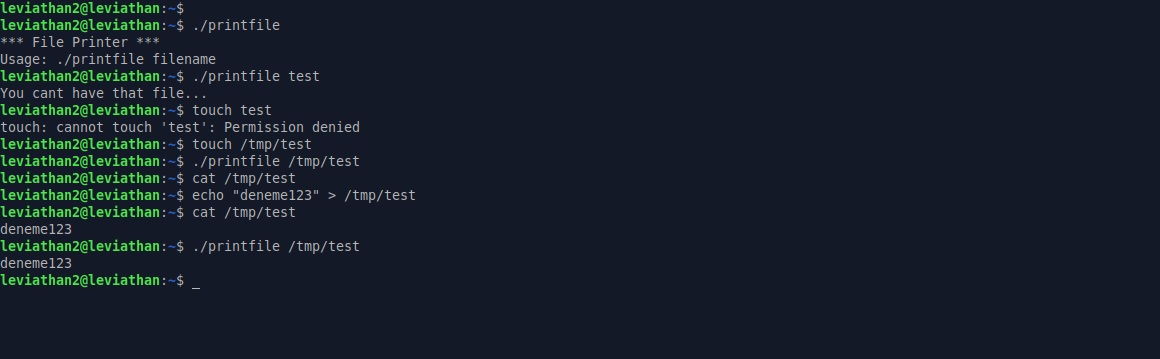 leviathan2@leviathan:~$
leviathan2@leviathan:~$ ./printfile
*** File Printer ***
Usage: ./printfile filename
leviathan2@leviathan:~$ ./printfile test
You cant have that file...
leviathan2@leviathan:~$ touch test
touch: cannot touch 'test': Permission denied
leviathan2@leviathan:~$ touch /tmp/test
leviathan2@leviathan:~$ ./printfile /tmp/test
leviathan2@leviathan:~$ cat /tmp/test
leviathan2@leviathan:~$ echo "deneme123" > /tmp/test
leviathan2@leviathan:~$ cat /tmp/test
deneme123
leviathan2@leviathan:~$ ./printfile /tmp/test
deneme123
leviathan2@leviathan:~$ _